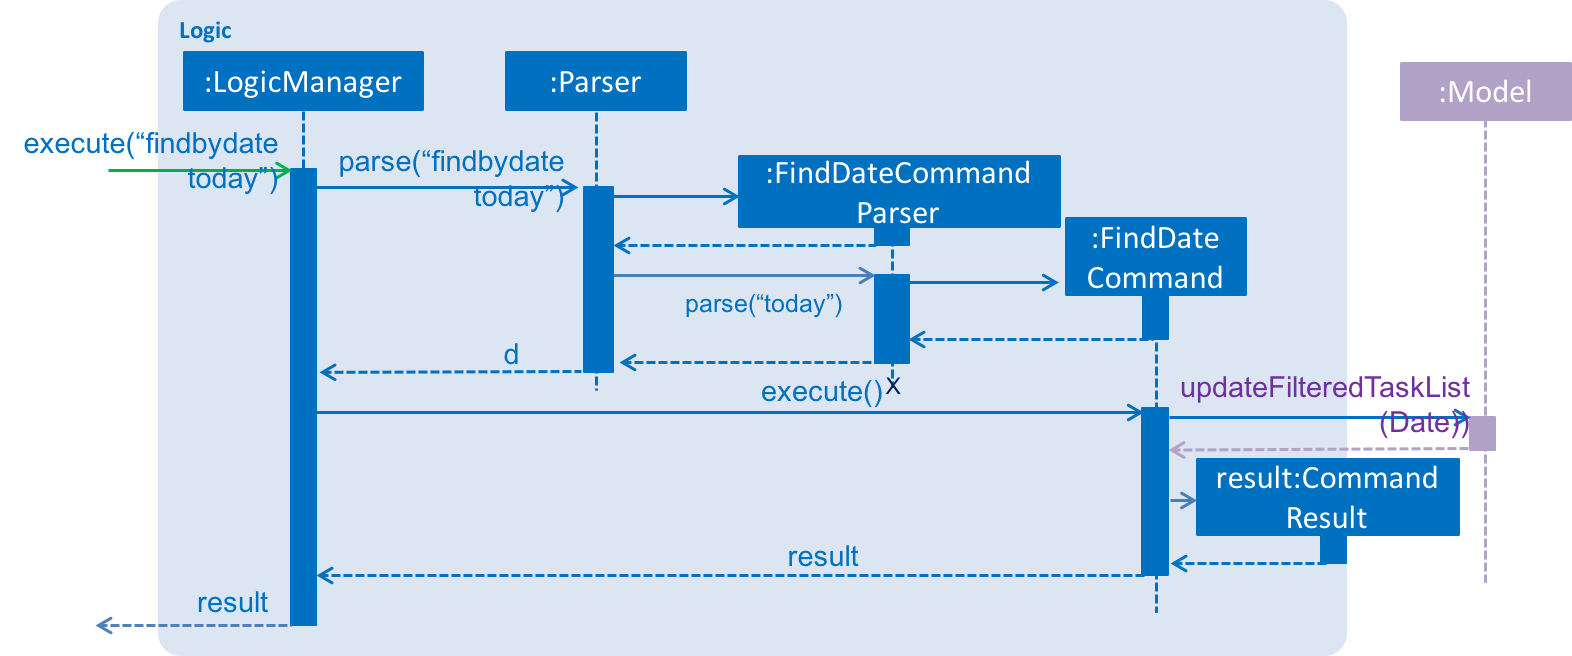 Logic
:LogicManager
:Parser
:Model
execute(“findbydate
today”)
parse(“findbydate
today”)
:FindDateCommand
Parser
:FindDate
Command
parse(“today”)
d
execute()
X
updateFilteredTaskList
(Date))
result:Command
Result
result
result